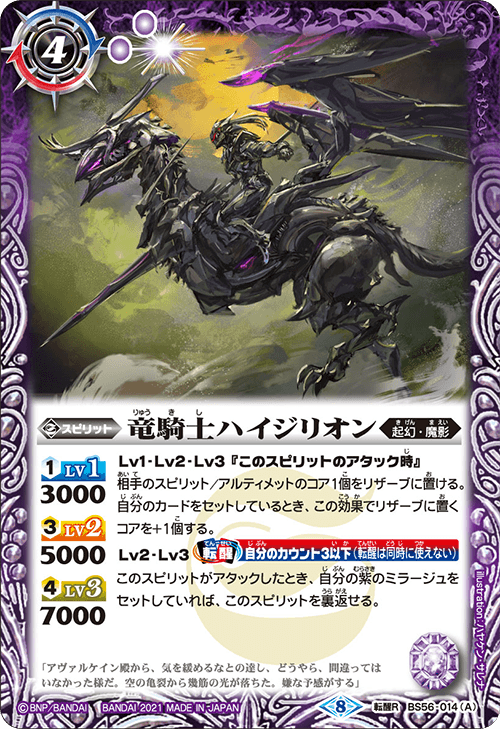 4
スピリット
竜騎士ハイジリオン
りゅうきし
起幻・魔影
きげん まえい
1 LV1
3000
3 LV2
5000
4 LV3
7000
Lv1・Lv2・Lv3『このスピリットのアタック時』
相手のスピリット/アルティメットのコア1個をリザーブに置ける。
自分のカードをセットしているとき、この効果でリザーブに置く
コアを+1個する。
Lv2・Lv3 転醒 自分のカウント3以下(転醒は同時に使えない)
このスピリットがアタックしたとき、自分の紫のミラージュを
セットしていれば、このスピリットを裏返せる。
「アヴァルケイン殿から、気を緩めるなとの達し、どうやら、間違っては
いなかった様だ。空の亀裂から幾筋の光が落ちた。嫌な予感がする」
©BNP/BANDAI BANDAI 2021 MADE IN JAPAN
8
転醒R BS56-014(A)